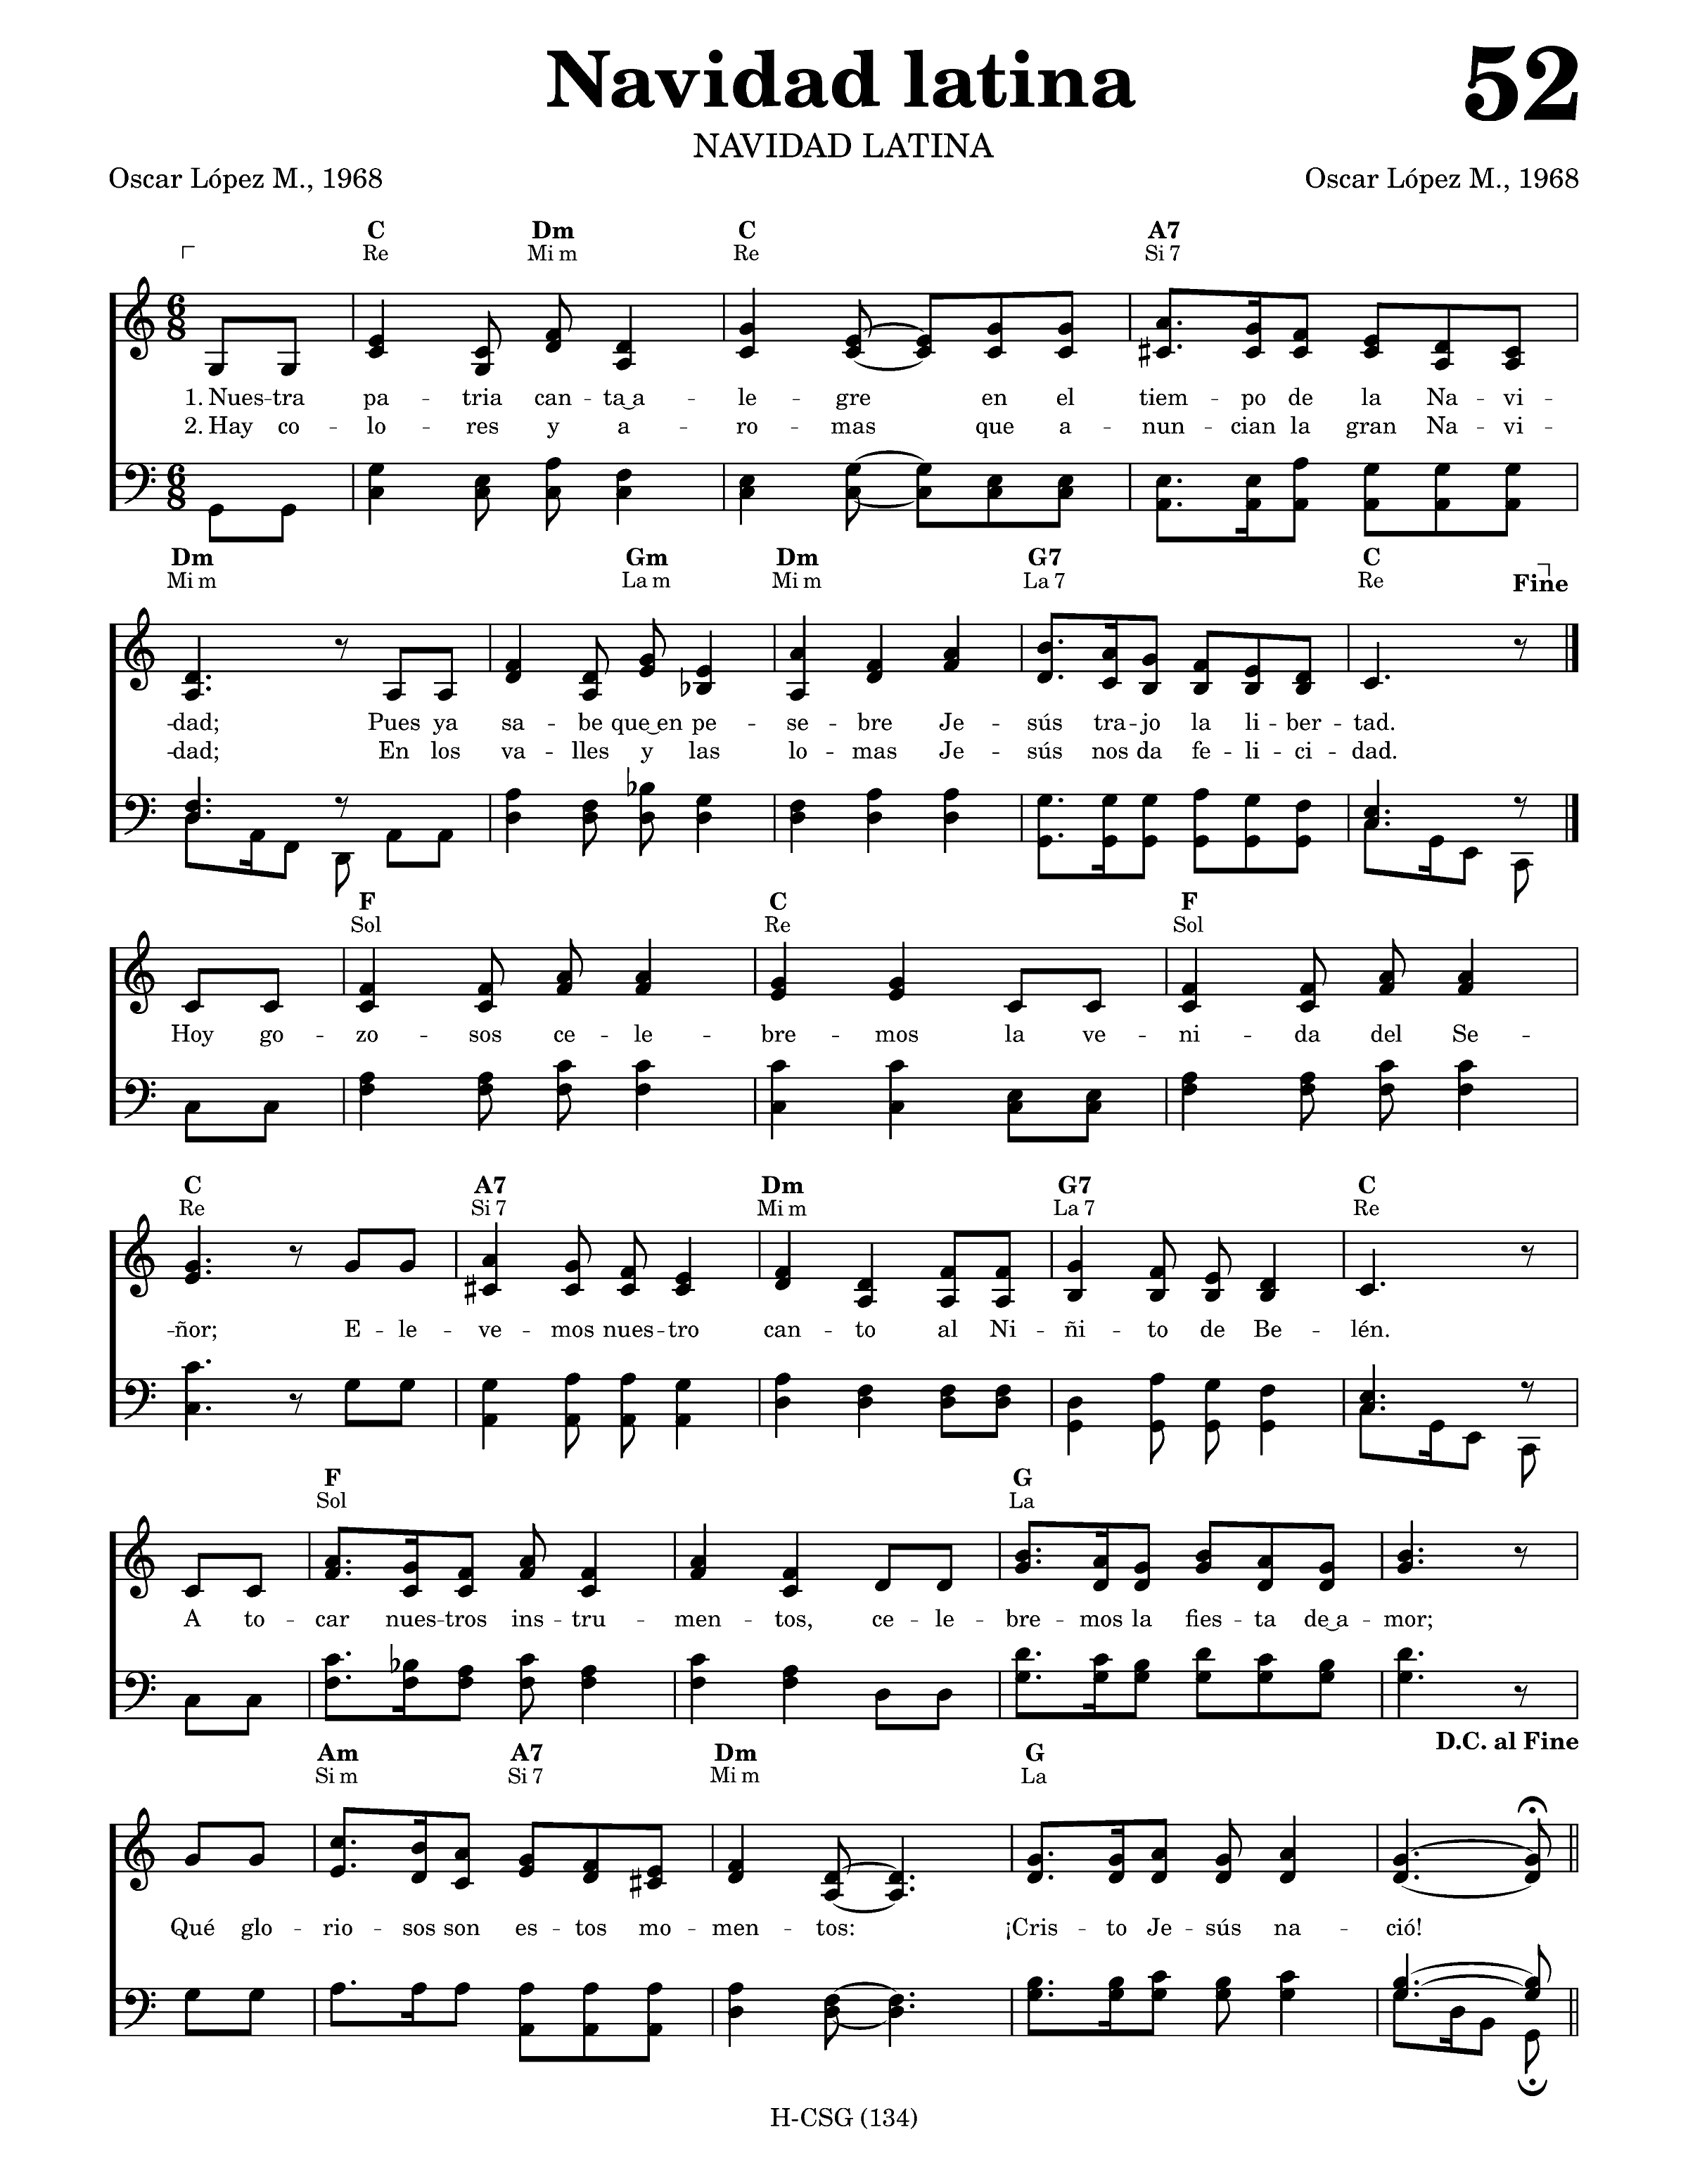 Navidad latina
52
NAVIDAD LATINA
Oscar López M., 1968 Oscar López M., 1968
C Dm C A7
Re Mi m Re Si 7
6 8
1. Nues -- tra pa -- tria can -- ta‿a -- le -- gre en el tiem -- po de la Na -- vi --
2. Hay co -- lo -- res y a -- ro -- mas que a -- nun -- cian la gran Na -- vi --
6 8
Dm Gm Dm G7 C
Mi m La m Mi m La 7 Re Fine
-- dad; Pues ya sa -- be que‿en pe -- se -- bre Je -- sús tra -- jo la li -- ber -- tad.
-- dad; En los va -- lles y las lo -- mas Je -- sús nos da fe -- li -- ci -- dad.
F C F
Sol Re Sol
Hoy go -- zo -- sos ce -- le -- bre -- mos la ve -- ni -- da del Se --
C A7 Dm G7 C
Re Si 7 Mi m La 7 Re
-- ñor; E -- le -- ve -- mos nues -- tro can -- to al Ni -- ñi -- to de Be -- lén.
F G
Sol La
A to -- car nues -- tros ins -- tru -- men -- tos, ce -- le -- bre -- mos la fies -- ta de‿a -- mor;
D.C. al Fine
Am A7 Dm G
Si m Si 7 Mi m La
Qué glo -- rio -- sos son es -- tos mo -- men -- tos: ¡Cris -- to Je -- sús na -- ció!
H-CSG (134)